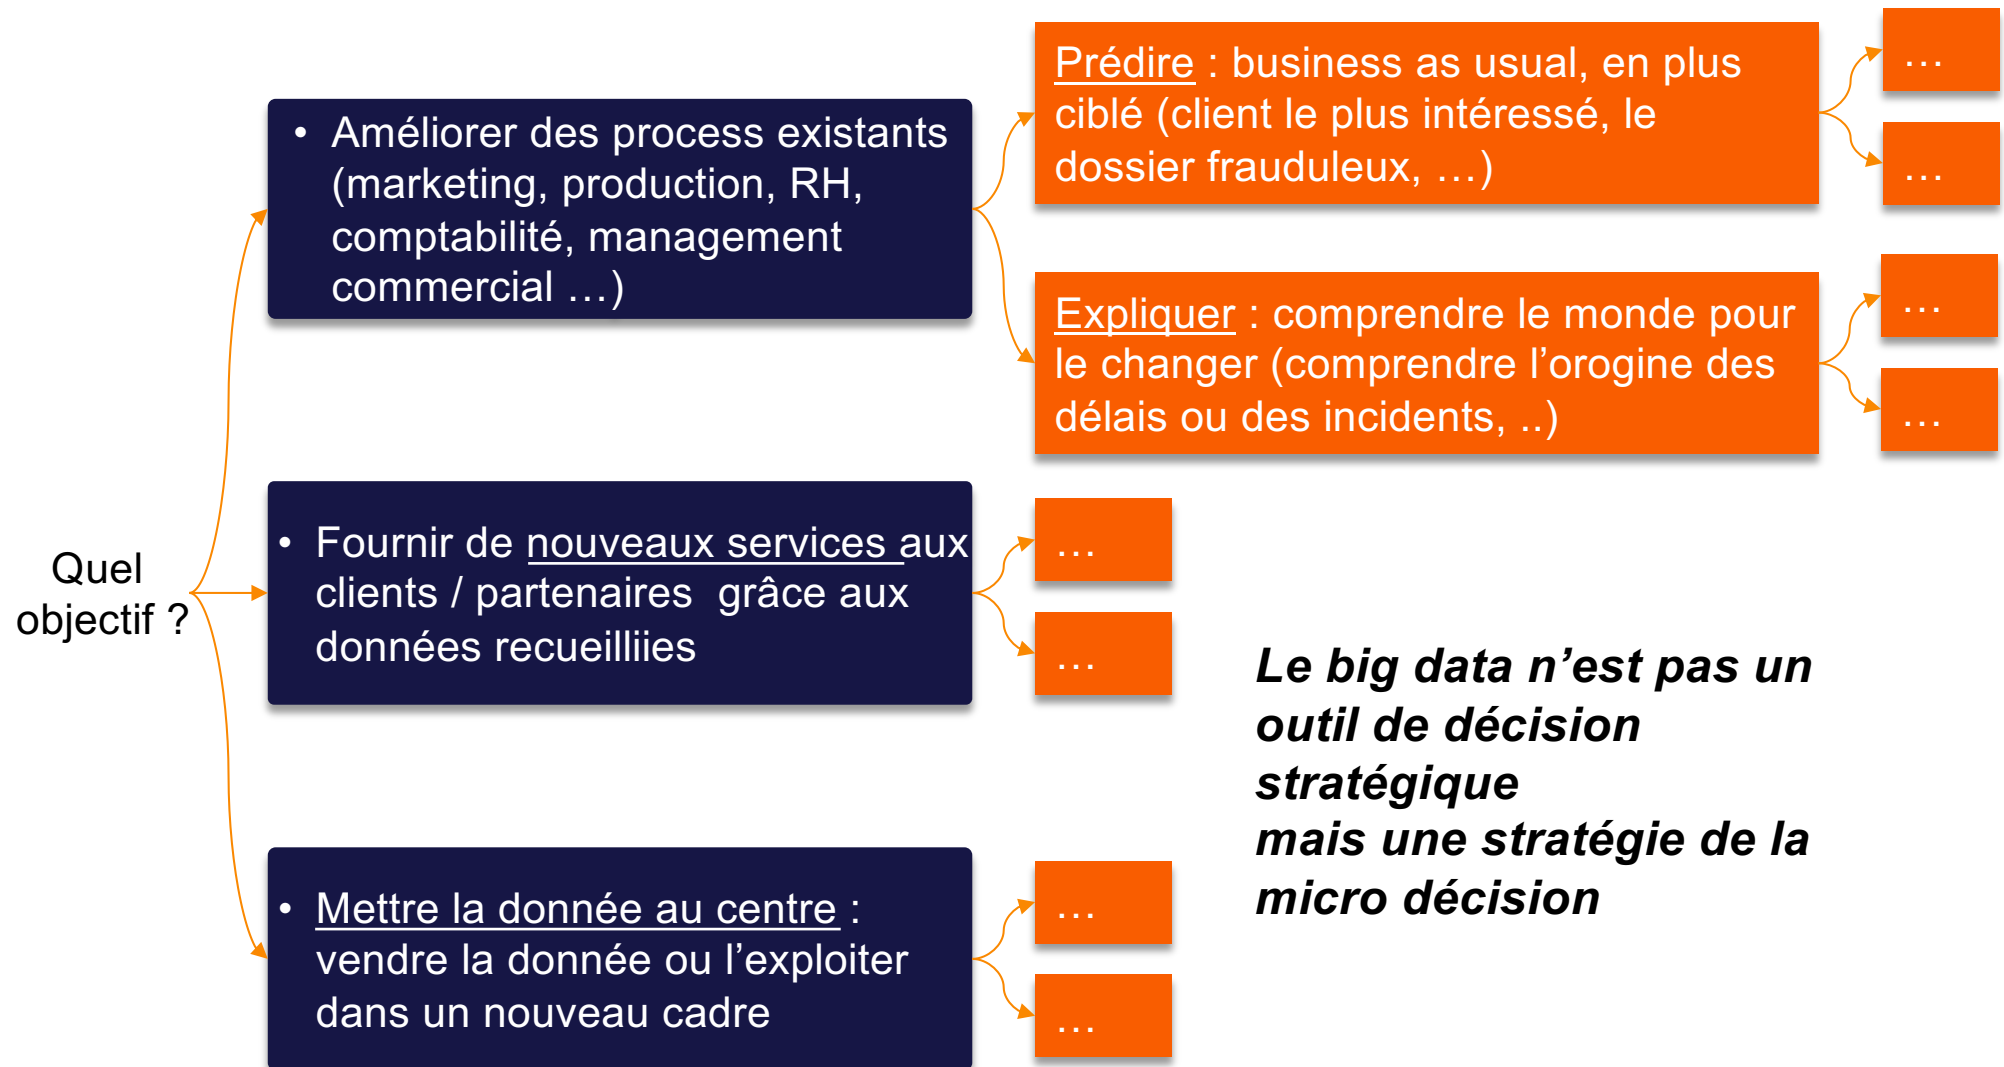 Quel
objectif ?
• Améliorer des process existants
(marketing, production, RH,
comptabilité, management
commercial …)
Prédire : business as usual, en plus
ciblé (client le plus intéressé, le
dossier frauduleux, …)
…
…
Expliquer : comprendre le monde pour
le changer (comprendre l’orogine des
délais ou des incidents, ..)
…
…
• Fournir de nouveaux services aux
clients / partenaires  grâce aux
données recueilliies
…
…
• Mettre la donnée au centre :
vendre la donnée ou l’exploiter
dans un nouveau cadre
…
…
Le big data n’est pas un
outil de décision
stratégique
mais une stratégie de la
micro décision